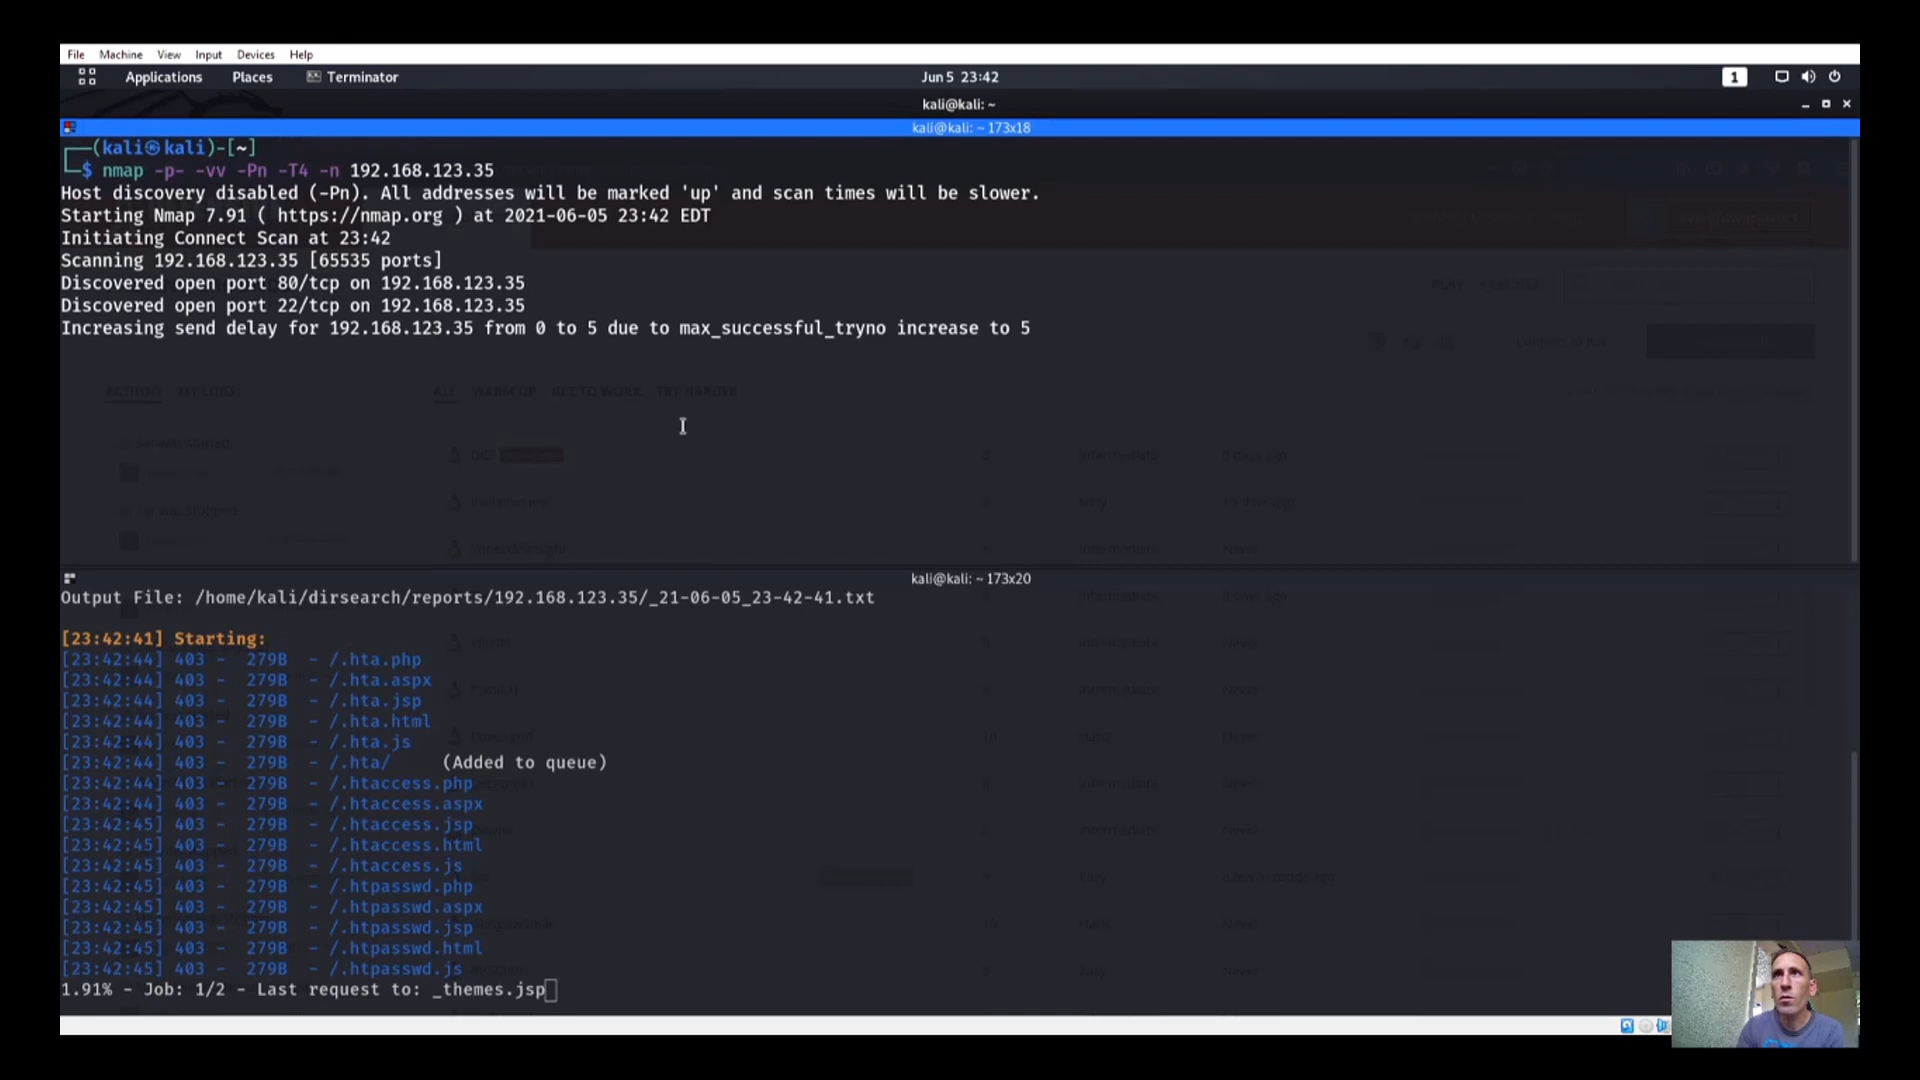 File Machine View Input Devices Help
Applications Places Terminator Jun 5 23:42 1
kali@kali: ~
kali@kali: ~ 173x18
┌──(kali㉿kali)-[~]
└─$ nmap -p- -vv -Pn -T4 -n 192.168.123.35
Host discovery disabled (-Pn). All addresses will be marked 'up' and scan times will be slower.
Starting Nmap 7.91 ( https://nmap.org ) at 2021-06-05 23:42 EDT
Initiating Connect Scan at 23:42
Scanning 192.168.123.35 [65535 ports]
Discovered open port 80/tcp on 192.168.123.35
Discovered open port 22/tcp on 192.168.123.35
Increasing send delay for 192.168.123.35 from 0 to 5 due to max_successful_tryno increase to 5
ALL WARM UP GET TO WORK TRY HARDER
kali@kali: ~ 173x20
Output File: /home/kali/dirsearch/reports/192.168.123.35/_21-06-05_23-42-41.txt
[23:42:41] Starting:
[23:42:44] 403 - 279B - /.hta.php
[23:42:44] 403 - 279B - /.hta.aspx
[23:42:44] 403 - 279B - /.hta.jsp
[23:42:44] 403 - 279B - /.hta.html
[23:42:44] 403 - 279B - /.hta.js
[23:42:44] 403 - 279B - /.hta/ (Added to queue)
[23:42:44] 403 - 279B - /.htaccess.php
[23:42:44] 403 - 279B - /.htaccess.aspx
[23:42:45] 403 - 279B - /.htaccess.jsp
[23:42:45] 403 - 279B - /.htaccess.html
[23:42:45] 403 - 279B - /.htaccess.js
[23:42:45] 403 - 279B - /.htpasswd.php
[23:42:45] 403 - 279B - /.htpasswd.aspx
[23:42:45] 403 - 279B - /.htpasswd.jsp
[23:42:45] 403 - 279B - /.htpasswd.html
[23:42:45] 403 - 279B - /.htpasswd.js
1.91% - Job: 1/2 - Last request to: _themes.jsp